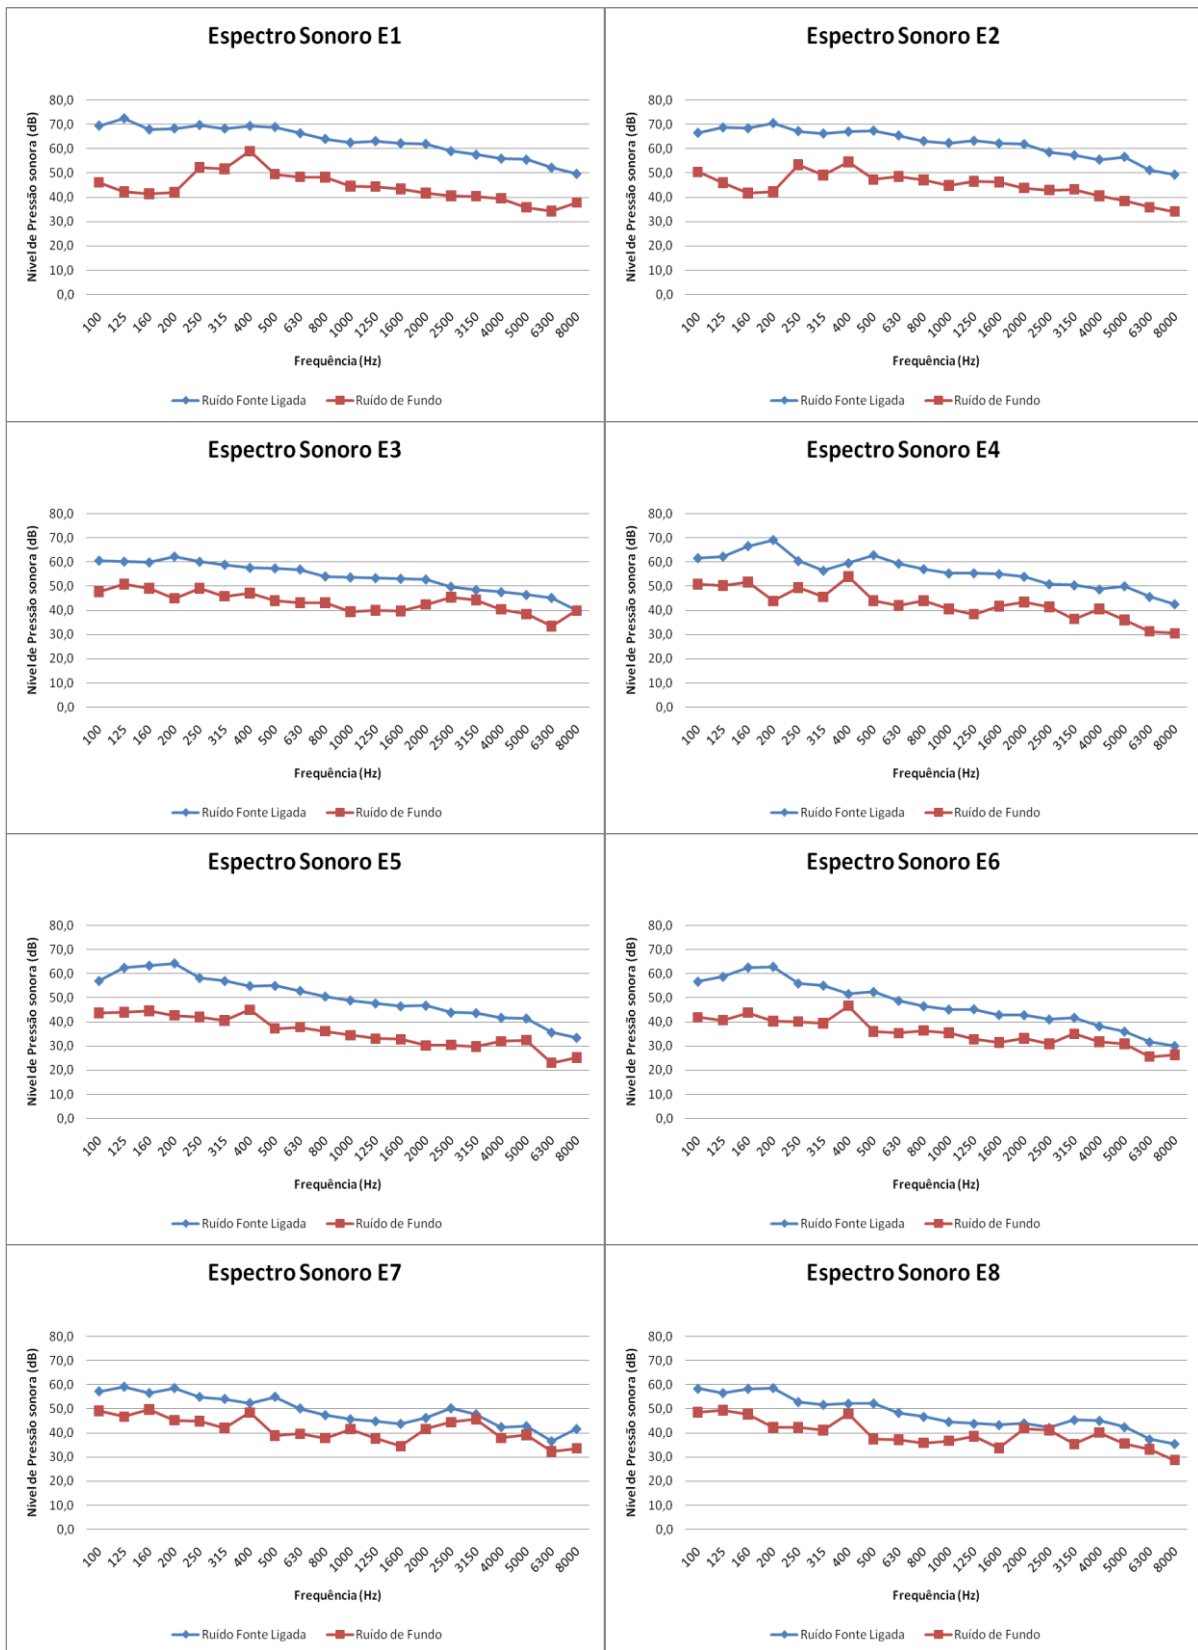 Espectro Sonoro E1
Nível de Pressão sonora (dB)
80,0
70,0
60,0
50,0
40,0
30,0
20,0
10,0
0,0
100 125 160 200 250 315 400 500 630 800 1000 1250 1600 2000 2500 3150 4000 5000 6300 8000
Frequência (Hz)
Ruído Fonte Ligada Ruído de Fundo
Espectro Sonoro E2
Nível de Pressão sonora (dB)
80,0
70,0
60,0
50,0
40,0
30,0
20,0
10,0
0,0
100 125 160 200 250 315 400 500 630 800 1000 1250 1600 2000 2500 3150 4000 5000 6300 8000
Frequência (Hz)
Ruído Fonte Ligada Ruído de Fundo
Espectro Sonoro E3
Nível de Pressão sonora (dB)
80,0
70,0
60,0
50,0
40,0
30,0
20,0
10,0
0,0
100 125 160 200 250 315 400 500 630 800 1000 1250 1600 2000 2500 3150 4000 5000 6300 8000
Frequência (Hz)
Ruído Fonte Ligada Ruído de Fundo
Espectro Sonoro E4
Nível de Pressão sonora (dB)
80,0
70,0
60,0
50,0
40,0
30,0
20,0
10,0
0,0
100 125 160 200 250 315 400 500 630 800 1000 1250 1600 2000 2500 3150 4000 5000 6300 8000
Frequência (Hz)
Ruído Fonte Ligada Ruído de Fundo
Espectro Sonoro E5
Nível de Pressão sonora (dB)
80,0
70,0
60,0
50,0
40,0
30,0
20,0
10,0
0,0
100 125 160 200 250 315 400 500 630 800 1000 1250 1600 2000 2500 3150 4000 5000 6300 8000
Frequência (Hz)
Ruído Fonte Ligada Ruído de Fundo
Espectro Sonoro E6
Nível de Pressão sonora (dB)
80,0
70,0
60,0
50,0
40,0
30,0
20,0
10,0
0,0
100 125 160 200 250 315 400 500 630 800 1000 1250 1600 2000 2500 3150 4000 5000 6300 8000
Frequência (Hz)
Ruído Fonte Ligada Ruído de Fundo
Espectro Sonoro E7
Nível de Pressão sonora (dB)
80,0
70,0
60,0
50,0
40,0
30,0
20,0
10,0
0,0
100 125 160 200 250 315 400 500 630 800 1000 1250 1600 2000 2500 3150 4000 5000 6300 8000
Frequência (Hz)
Ruído Fonte Ligada Ruído de Fundo
Espectro Sonoro E8
Nível de Pressão sonora (dB)
80,0
70,0
60,0
50,0
40,0
30,0
20,0
10,0
0,0
100 125 160 200 250 315 400 500 630 800 1000 1250 1600 2000 2500 3150 4000 5000 6300 8000
Frequência (Hz)
Ruído Fonte Ligada Ruído de Fundo